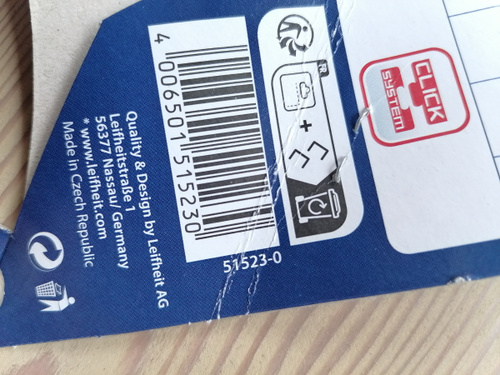 4 006501 515230
51523-0
Quality & Design by Leifheit AG
Leifheitstraße 1
56377 Nassau/ Germany
* www.leifheit.com
Made in Czech Republic
FR
+
CLICK
SYSTEM